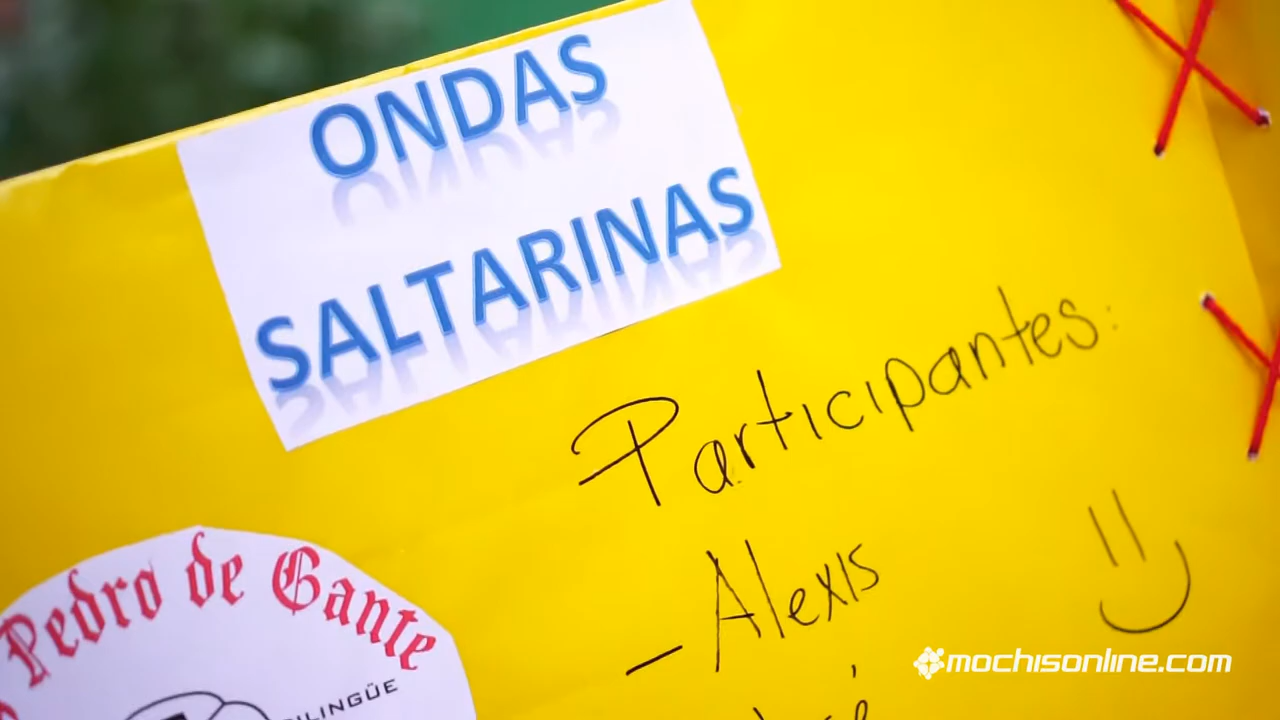 ONDAS
SALTARINAS
Participantes:
- Alexis
Pedro de Gante
mochisonline.com